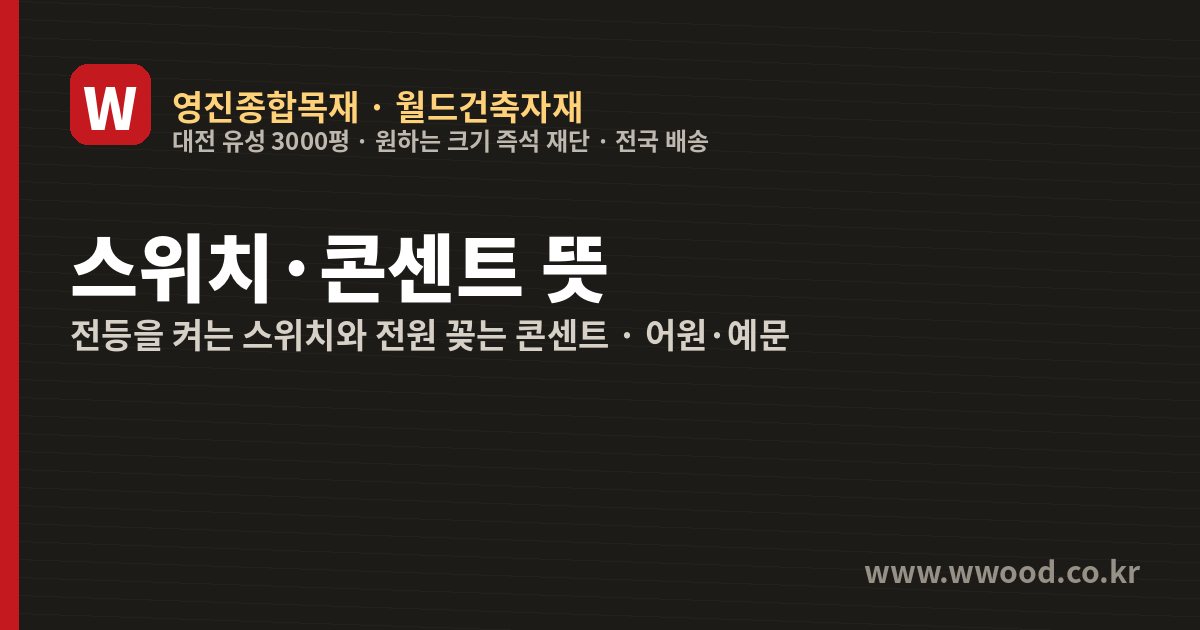 W
영진종합목재 · 월드건축자재
대전 유성 3000평 · 원하는 크기 즉석 재단 · 전국 배송
스위치·콘센트 뜻
전등을 켜는 스위치와 전원 꽂는 콘센트 · 어원·예문
www.wwood.co.kr